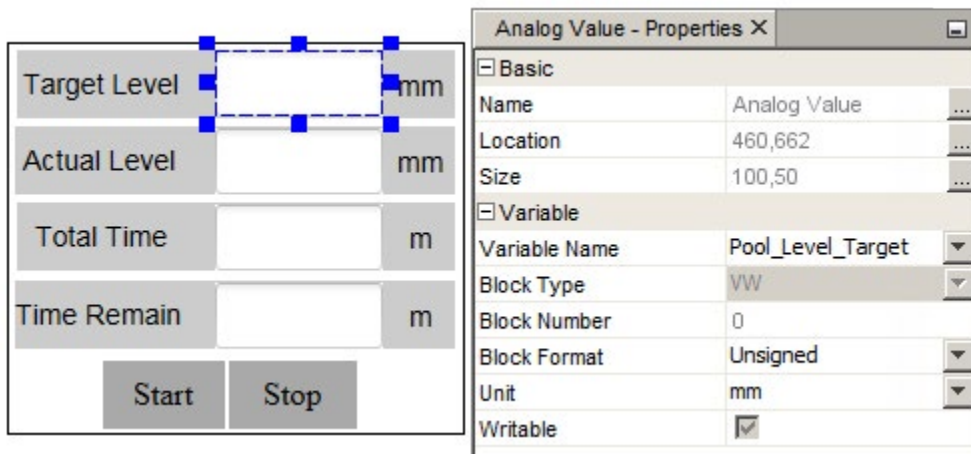 Target Level mm
Actual Level mm
Total Time m
Time Remain m
Start Stop
Analog Value - Properties
Basic
Name Analog Value ...
Location 460,662 ...
Size 100,50 ...
Variable
Variable Name Pool_Level_Target
Block Type VW
Block Number 0
Block Format Unsigned
Unit mm
Writable